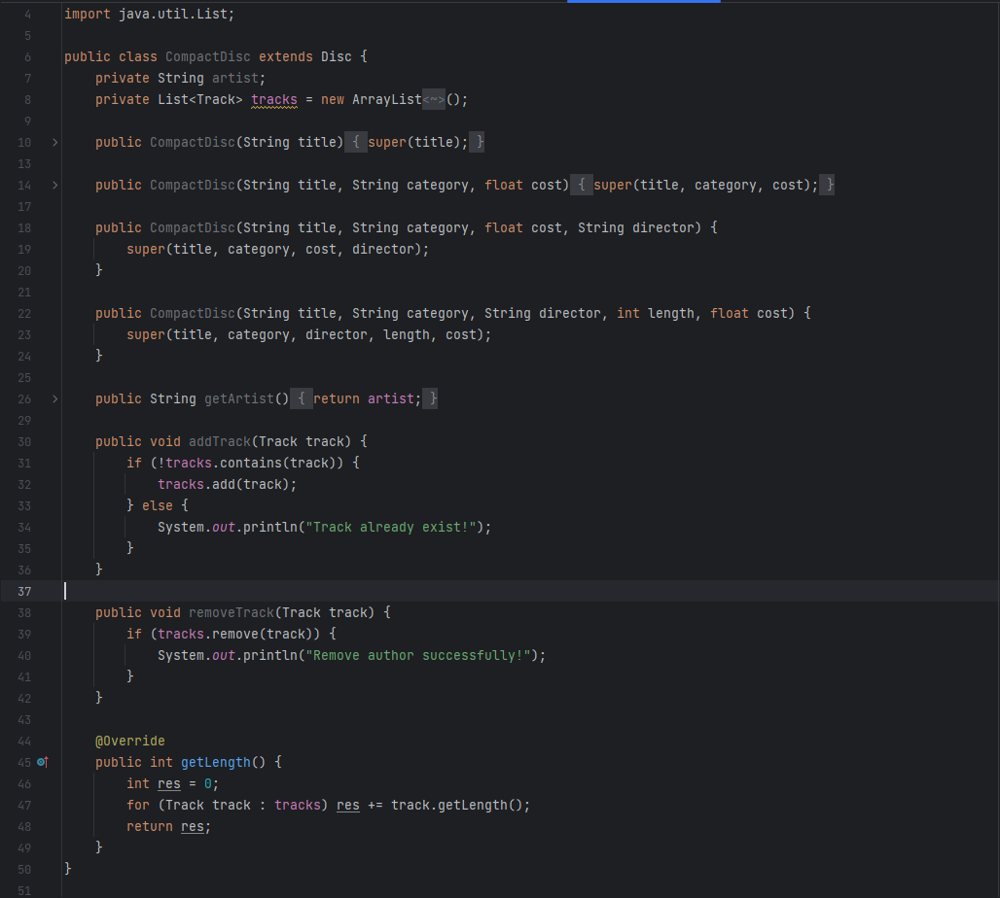 4 import java.util.List;
5
6 public class CompactDisc extends Disc {
7     private String artist;
8     private List<Track> tracks = new ArrayList<~>();
9
10     public CompactDisc(String title) { super(title); }
13
14     public CompactDisc(String title, String category, float cost) { super(title, category, cost); }
17
18     public CompactDisc(String title, String category, float cost, String director) {
19         super(title, category, cost, director);
20     }
21
22     public CompactDisc(String title, String category, String director, int length, float cost) {
23         super(title, category, director, length, cost);
24     }
25
26     public String getArtist() { return artist; }
29
30     public void addTrack(Track track) {
31         if (!tracks.contains(track)) {
32             tracks.add(track);
33         } else {
34             System.out.println("Track already exist!");
35         }
36     }
37
38     public void removeTrack(Track track) {
39         if (tracks.remove(track)) {
40             System.out.println("Remove author successfully!");
41         }
42     }
43
44     @Override
45     public int getLength() {
46         int res = 0;
47         for (Track track : tracks) res += track.getLength();
48         return res;
49     }
50 }
51